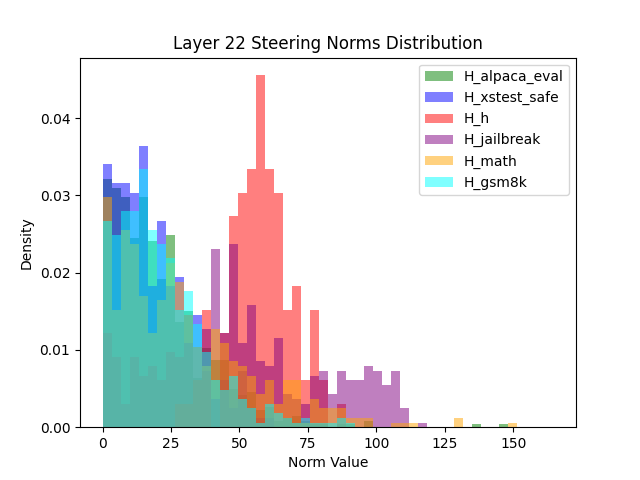 Layer 22 Steering Norms Distribution
H_alpaca_eval
H_xstest_safe
H_h
H_jailbreak
H_math
H_gsm8k
0.04
0.03
0.02
0.01
0.00
Density
0
25
50
75
100
125
150
Norm Value